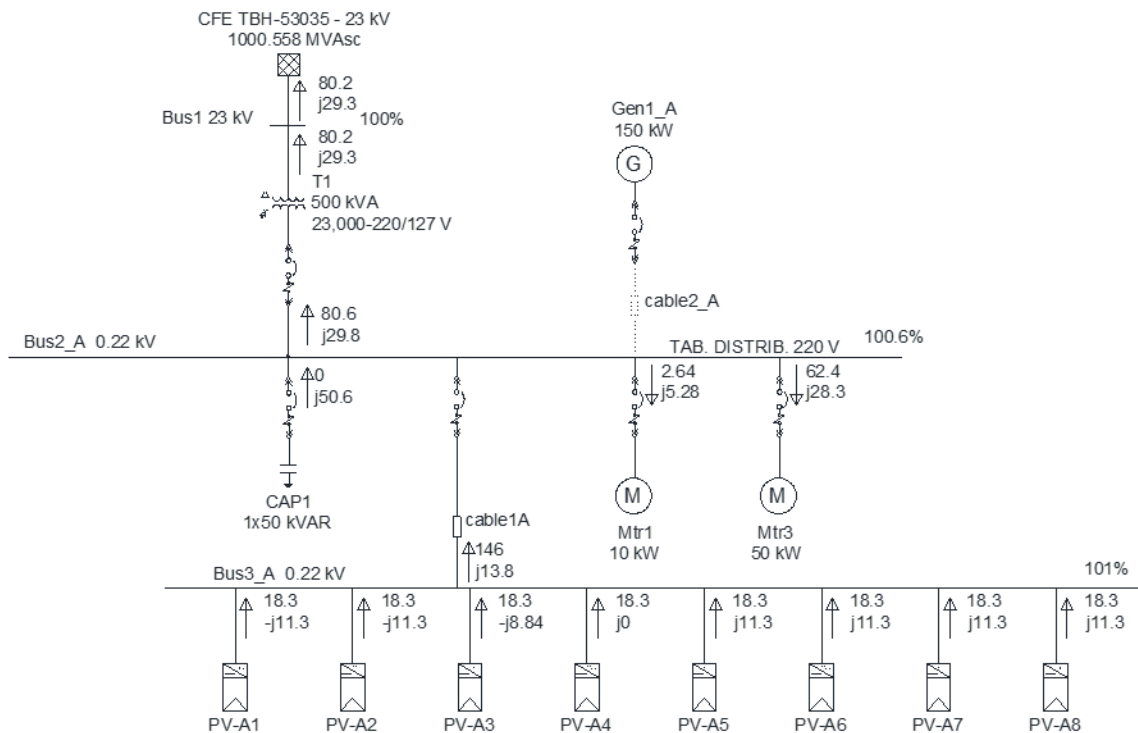 CFE TBH-53035 - 23 kV
1000.558 MVAsc
80.2
j29.3
Bus1 23 kV
100%
80.2
j29.3
T1
500 kVA
23,000-220/127 V
Gen1_A
150 kW
G
cable2_A
80.6
j29.8
Bus2_A 0.22 kV
TAB. DISTRIB. 220 V
100.6%
0
j50.6
2.64
j5.28
62.4
j28.3
CAP1
1x50 kVAR
M
Mtr1
10 kW
M
Mtr3
50 kW
cable1A
146
j13.8
Bus3_A 0.22 kV
101%
18.3
-j11.3
18.3
-j11.3
18.3
-j8.84
18.3
j0
18.3
j11.3
18.3
j11.3
18.3
j11.3
18.3
j11.3
PV-A1
PV-A2
PV-A3
PV-A4
PV-A5
PV-A6
PV-A7
PV-A8